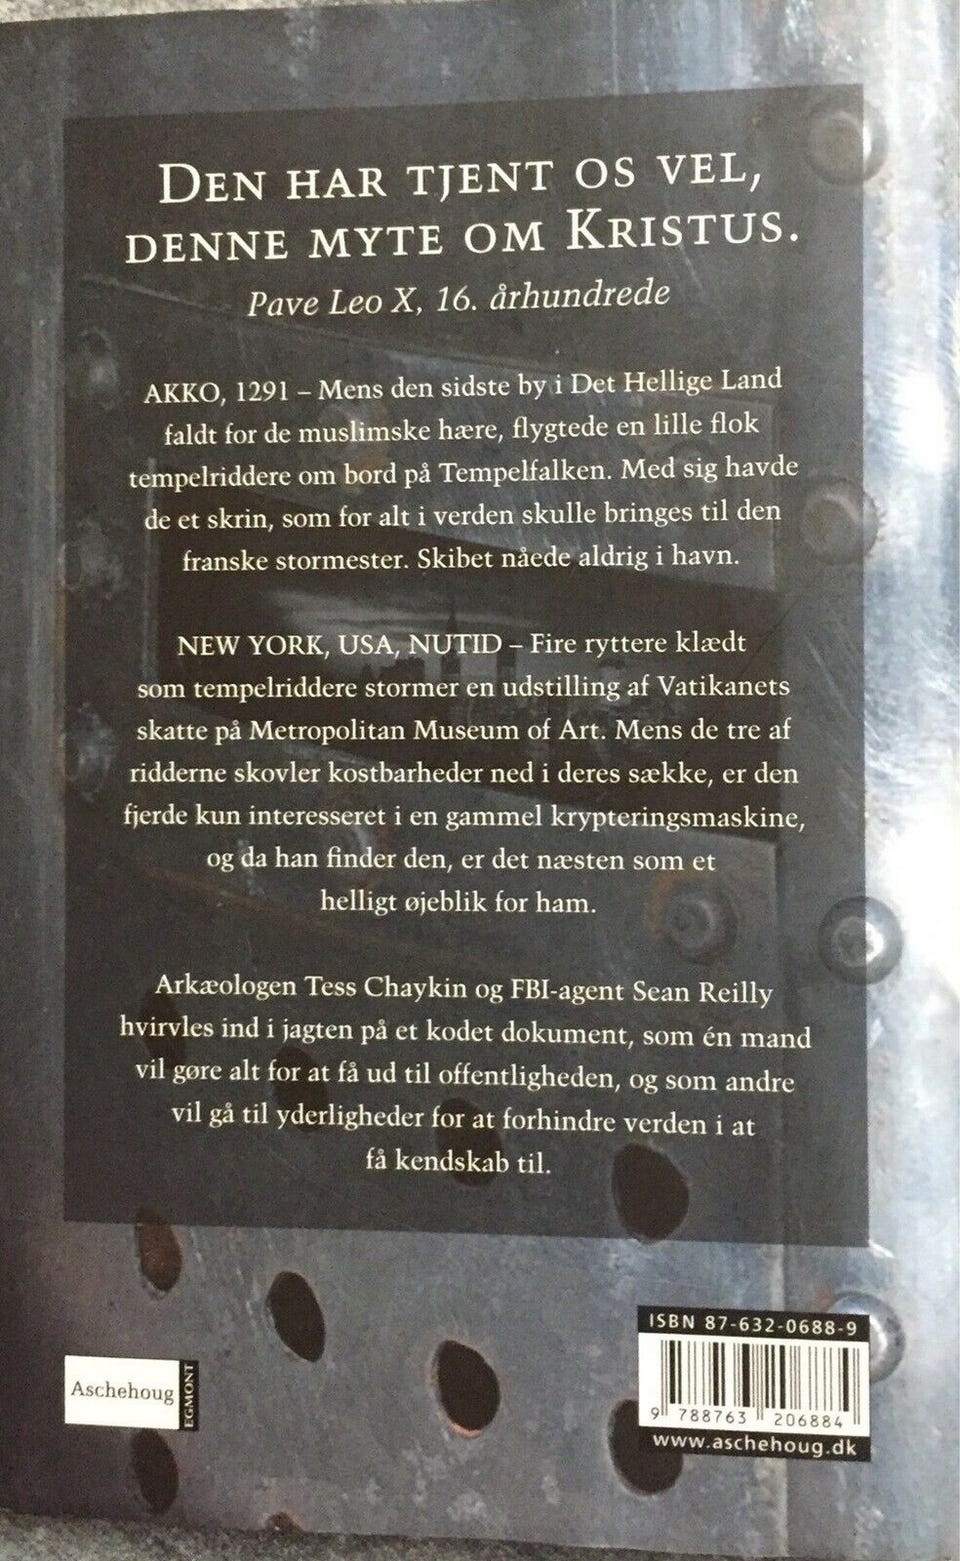 DEN HAR TJENT OS VEL,
DENNE MYTE OM KRISTUS.
Pave Leo X, 16. århundrede
AKKO, 1291 – Mens den sidste by i Det Hellige Land
faldt for de muslimske hære, flygtede en lille flok
tempelriddere om bord på Tempelfalken. Med sig havde
de et skrin, som for alt i verden skulle bringes til den
franske stormester. Skibet nåede aldrig i havn.
NEW YORK, USA, NUTID – Fire ryttere klædt
som tempelriddere stormer en udstilling af Vatikanets
skatte på Metropolitan Museum of Art. Mens de tre af
ridderne skovler kostbarheder ned i deres sække, er den
fjerde kun interesseret i en gammel krypteringsmaskine,
og da han finder den, er det næsten som et
helligt øjeblik for ham.
Arkæologen Tess Chaykin og FBI-agent Sean Reilly
hvirvles ind i jagten på et kodet dokument, som én mand
vil gøre alt for at få ud til offentligheden, og som andre
vil gå til yderligheder for at forhindre verden i at
få kendskab til.
Aschehoug
EGMONT
ISBN 87-632-0688-9
9 788763 206884
www.aschehoug.dk